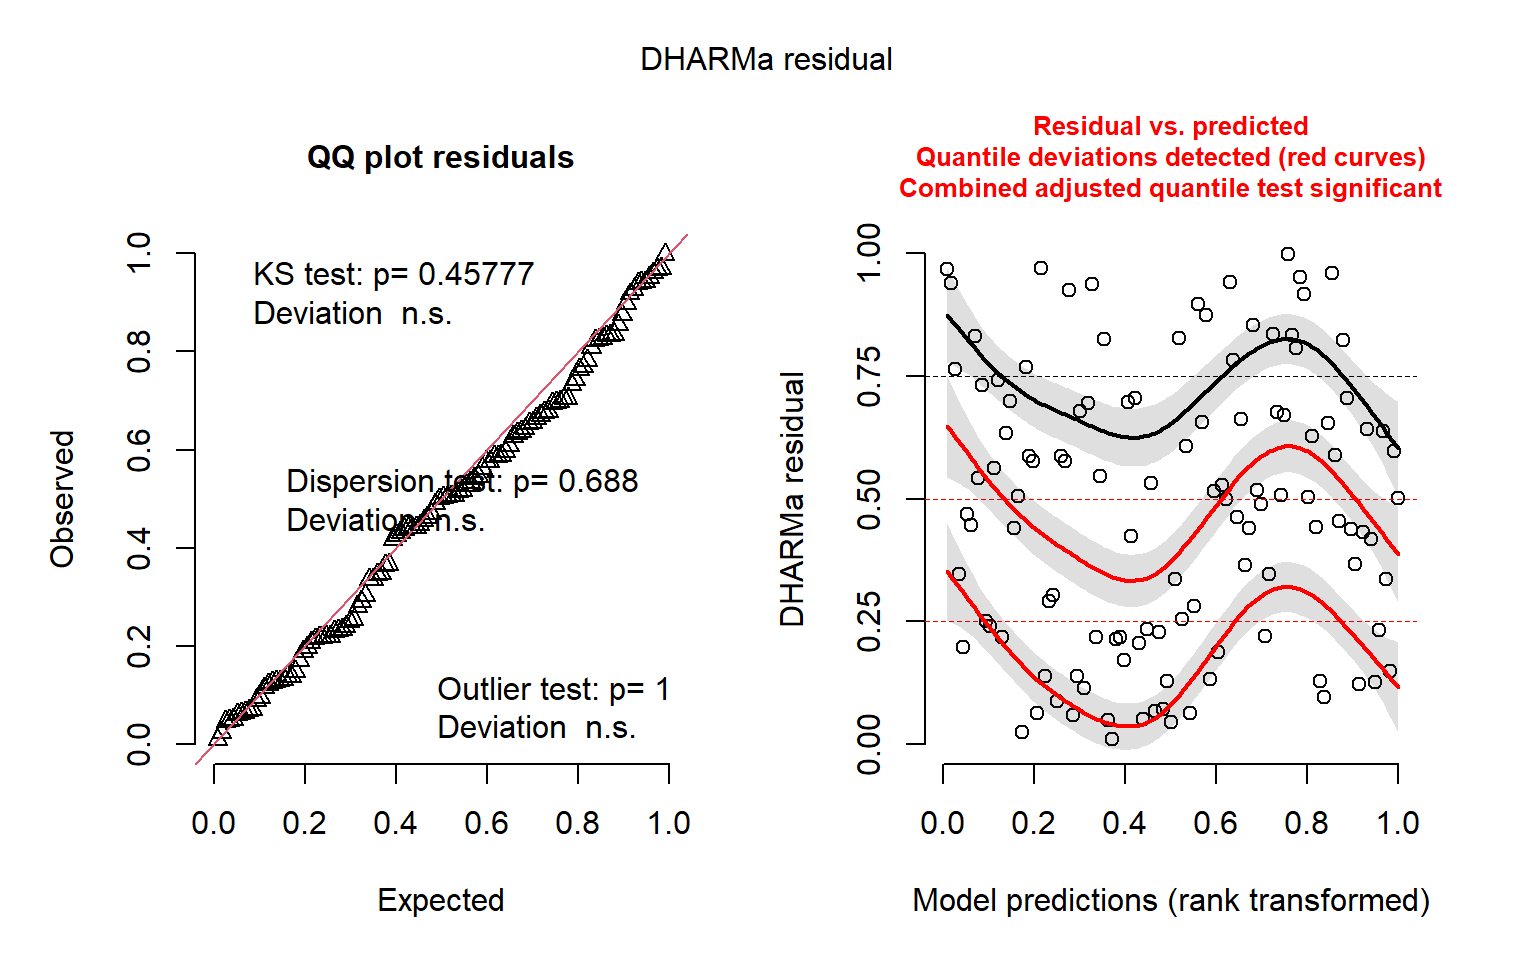 DHARMa residual
QQ plot residuals
KS test: p= 0.45777
Deviation  n.s.
Dispersion test: p= 0.688
Deviation  n.s.
Outlier test: p= 1
Deviation  n.s.
Observed
1.0
0.8
0.6
0.4
0.2
0.0
0.0 0.2 0.4 0.6 0.8 1.0
Expected
Residual vs. predicted
Quantile deviations detected (red curves)
Combined adjusted quantile test significant
DHARMa residual
1.00
0.75
0.50
0.25
0.00
0.0 0.2 0.4 0.6 0.8 1.0
Model predictions (rank transformed)